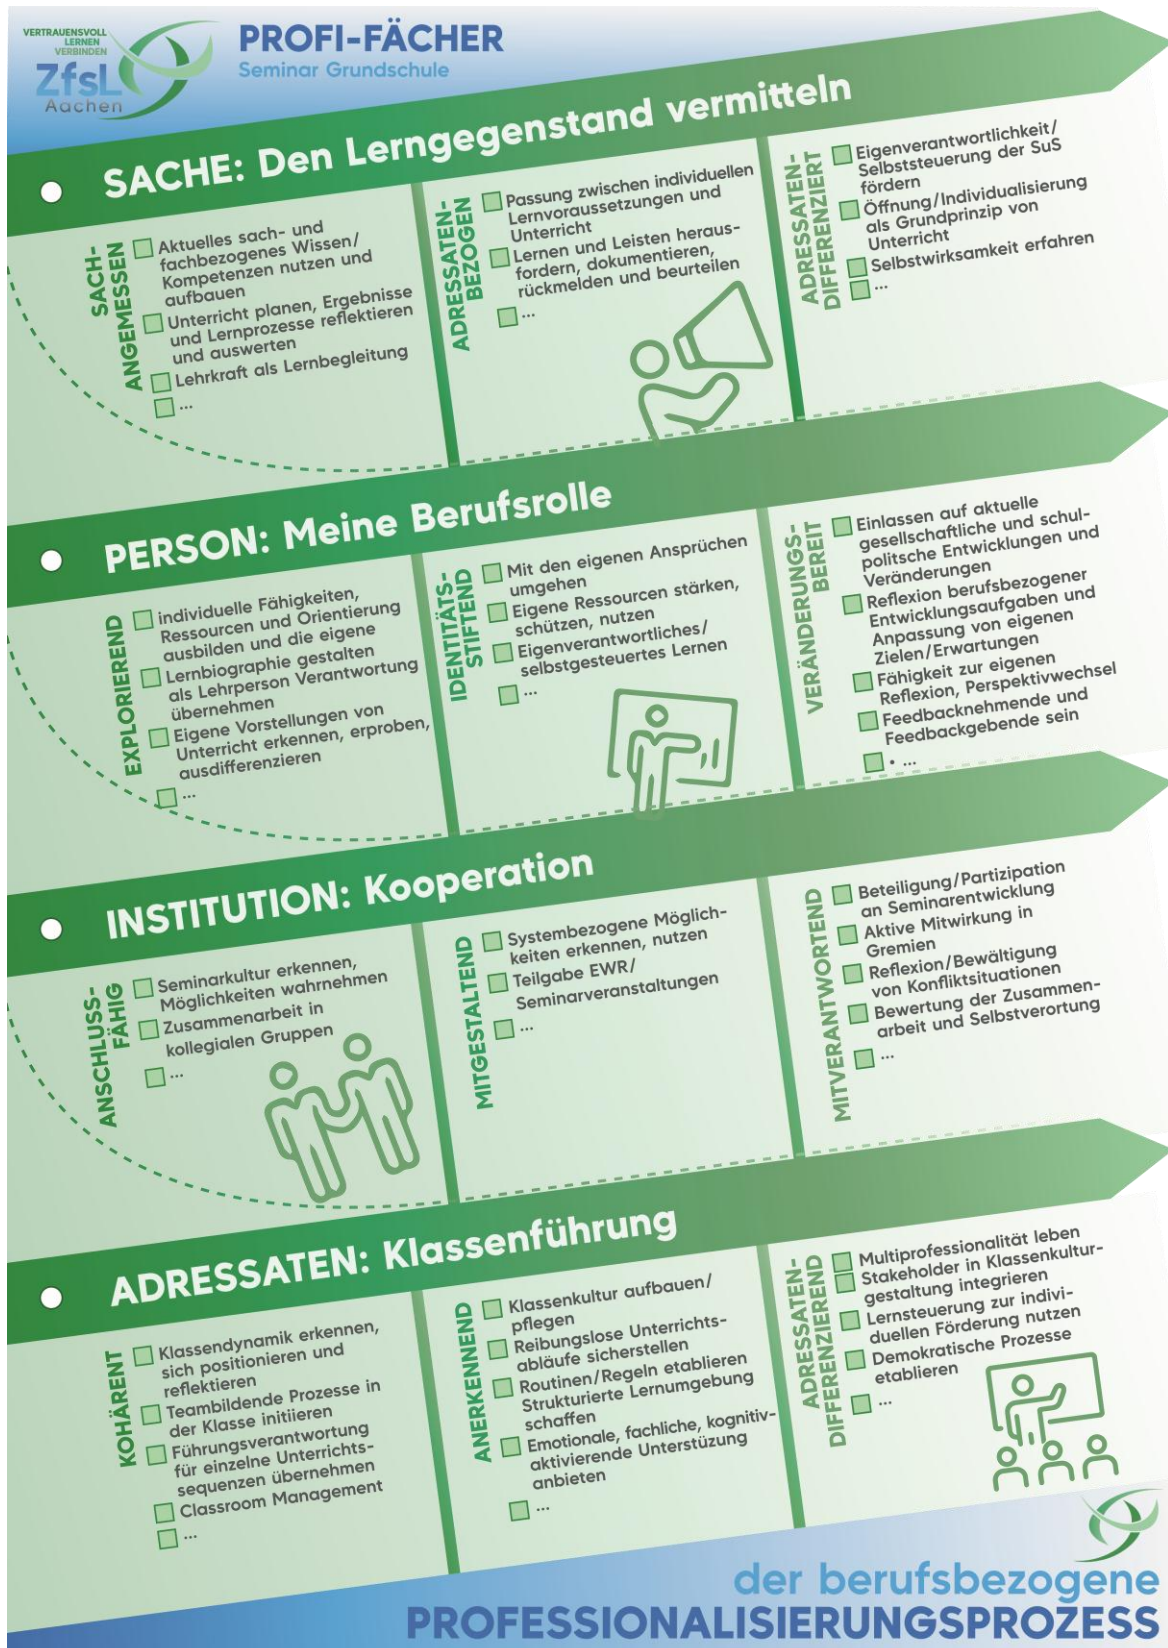 VERTRAUENSVOLL
LERNEN
VERBINDEN
ZfsL
Aachen
PROFI-FÄCHER
Seminar Grundschule
SACHE: Den Lerngegenstand vermitteln
SACH-
ANGEMESSEN
Aktuelles sach- und
fachbezogenes Wissen/
Kompetenzen nutzen und
aufbauen
Unterricht planen, Ergebnisse
und Lernprozesse reflektieren
und auswerten
Lehrkraft als Lernbegleitung
...
ADRESSATEN-
BEZOGEN
Passung zwischen individuellen
Lernvoraussetzungen und
Unterricht
Lernen und Leisten heraus-
fordern, dokumentieren,
rückmelden und beurteilen
...
ADRESSATEN-
DIFFERENZIERT
Eigenverantwortlichkeit/
Selbststeuerung der SuS
fördern
Öffnung/Individualisierung
als Grundprinzip von
Unterricht
Selbstwirksamkeit erfahren
...
PERSON: Meine Berufsrolle
EXPLORIEREND
individuelle Fähigkeiten,
Ressourcen und Orientierung
ausbilden und die eigene
Lernbiographie gestalten
als Lehrperson Verantwortung
übernehmen
Eigene Vorstellungen von
Unterricht erkennen, erproben,
ausdifferenzieren
...
IDENTITÄTS-
STIFTEND
Mit den eigenen Ansprüchen
umgehen
Eigene Ressourcen stärken,
schützen, nutzen
Eigenverantwortliches/
selbstgesteuertes Lernen
...
VERÄNDERUNGS-
BEREIT
Einlassen auf aktuelle
gesellschaftliche und schul-
politsche Entwicklungen und
Veränderungen
Reflexion berufsbezogener
Entwicklungsaufgaben und
Anpassung von eigenen
Zielen/Erwartungen
Fähigkeit zur eigenen
Reflexion, Perspektivwechsel
Feedbacknehmende und
Feedbackgebende sein
• ...
INSTITUTION: Kooperation
ANSCHLUSS-
FÄHIG
Seminarkultur erkennen,
Möglichkeiten wahrnehmen
Zusammenarbeit in
kollegialen Gruppen
...
MITGESTALTEND
Systembezogene Möglich-
keiten erkennen, nutzen
Teilgabe EWR/
Seminarveranstaltungen
...
MITVERANTWORTEND
Beteiligung/Partizipation
an Seminarentwicklung
Aktive Mitwirkung in
Gremien
Reflexion/Bewältigung
von Konfliktsituationen
Bewertung der Zusammen-
arbeit und Selbstverortung
...
ADRESSATEN: Klassenführung
KOHÄRENT
Klassendynamik erkennen,
sich positionieren und
reflektieren
Teambildende Prozesse in
der Klasse initiieren
Führungsverantwortung
für einzelne Unterrichts-
sequenzen übernehmen
Classroom Management
...
ANERKENNEND
Klassenkultur aufbauen/
pflegen
Reibungslose Unterrichts-
abläufe sicherstellen
Routinen/Regeln etablieren
Strukturierte Lernumgebung
schaffen
Emotionale, fachliche, kognitiv-
aktivierende Unterstüzung
anbieten
...
ADRESSATEN-
DIFFERENZIEREND
Multiprofessionalität leben
Stakeholder in Klassenkultur-
gestaltung integrieren
Lernsteuerung zur indivi-
duellen Förderung nutzen
Demokratische Prozesse
etablieren
...
der berufsbezogene
PROFESSIONALISIERUNGSPROZESS